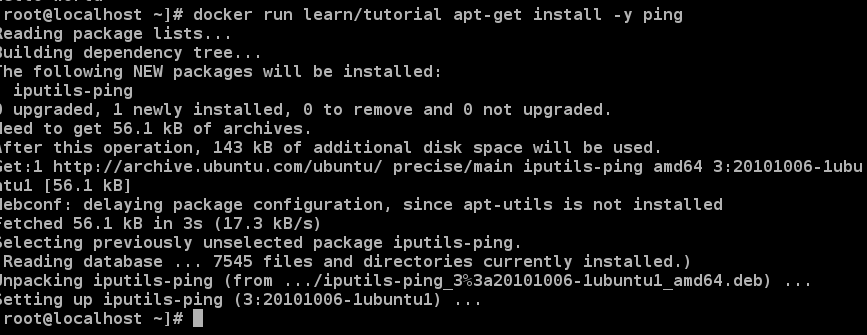 [root@localhost ~]# docker run learn/tutorial apt-get install -y ping
Reading package lists...
Building dependency tree...
The following NEW packages will be installed:
iputils-ping
0 upgraded, 1 newly installed, 0 to remove and 0 not upgraded.
Need to get 56.1 kB of archives.
After this operation, 143 kB of additional disk space will be used.
Get:1 http://archive.ubuntu.com/ubuntu/ precise/main iputils-ping amd64 3:20101006-1ubu
ntu1 [56.1 kB]
debconf: delaying package configuration, since apt-utils is not installed
Fetched 56.1 kB in 3s (17.3 kB/s)
Selecting previously unselected package iputils-ping.
(Reading database ... 7545 files and directories currently installed.)
Unpacking iputils-ping (from .../iputils-ping_3%3a20101006-1ubuntu1_amd64.deb) ...
Setting up iputils-ping (3:20101006-1ubuntu1) ...
[root@localhost ~]#